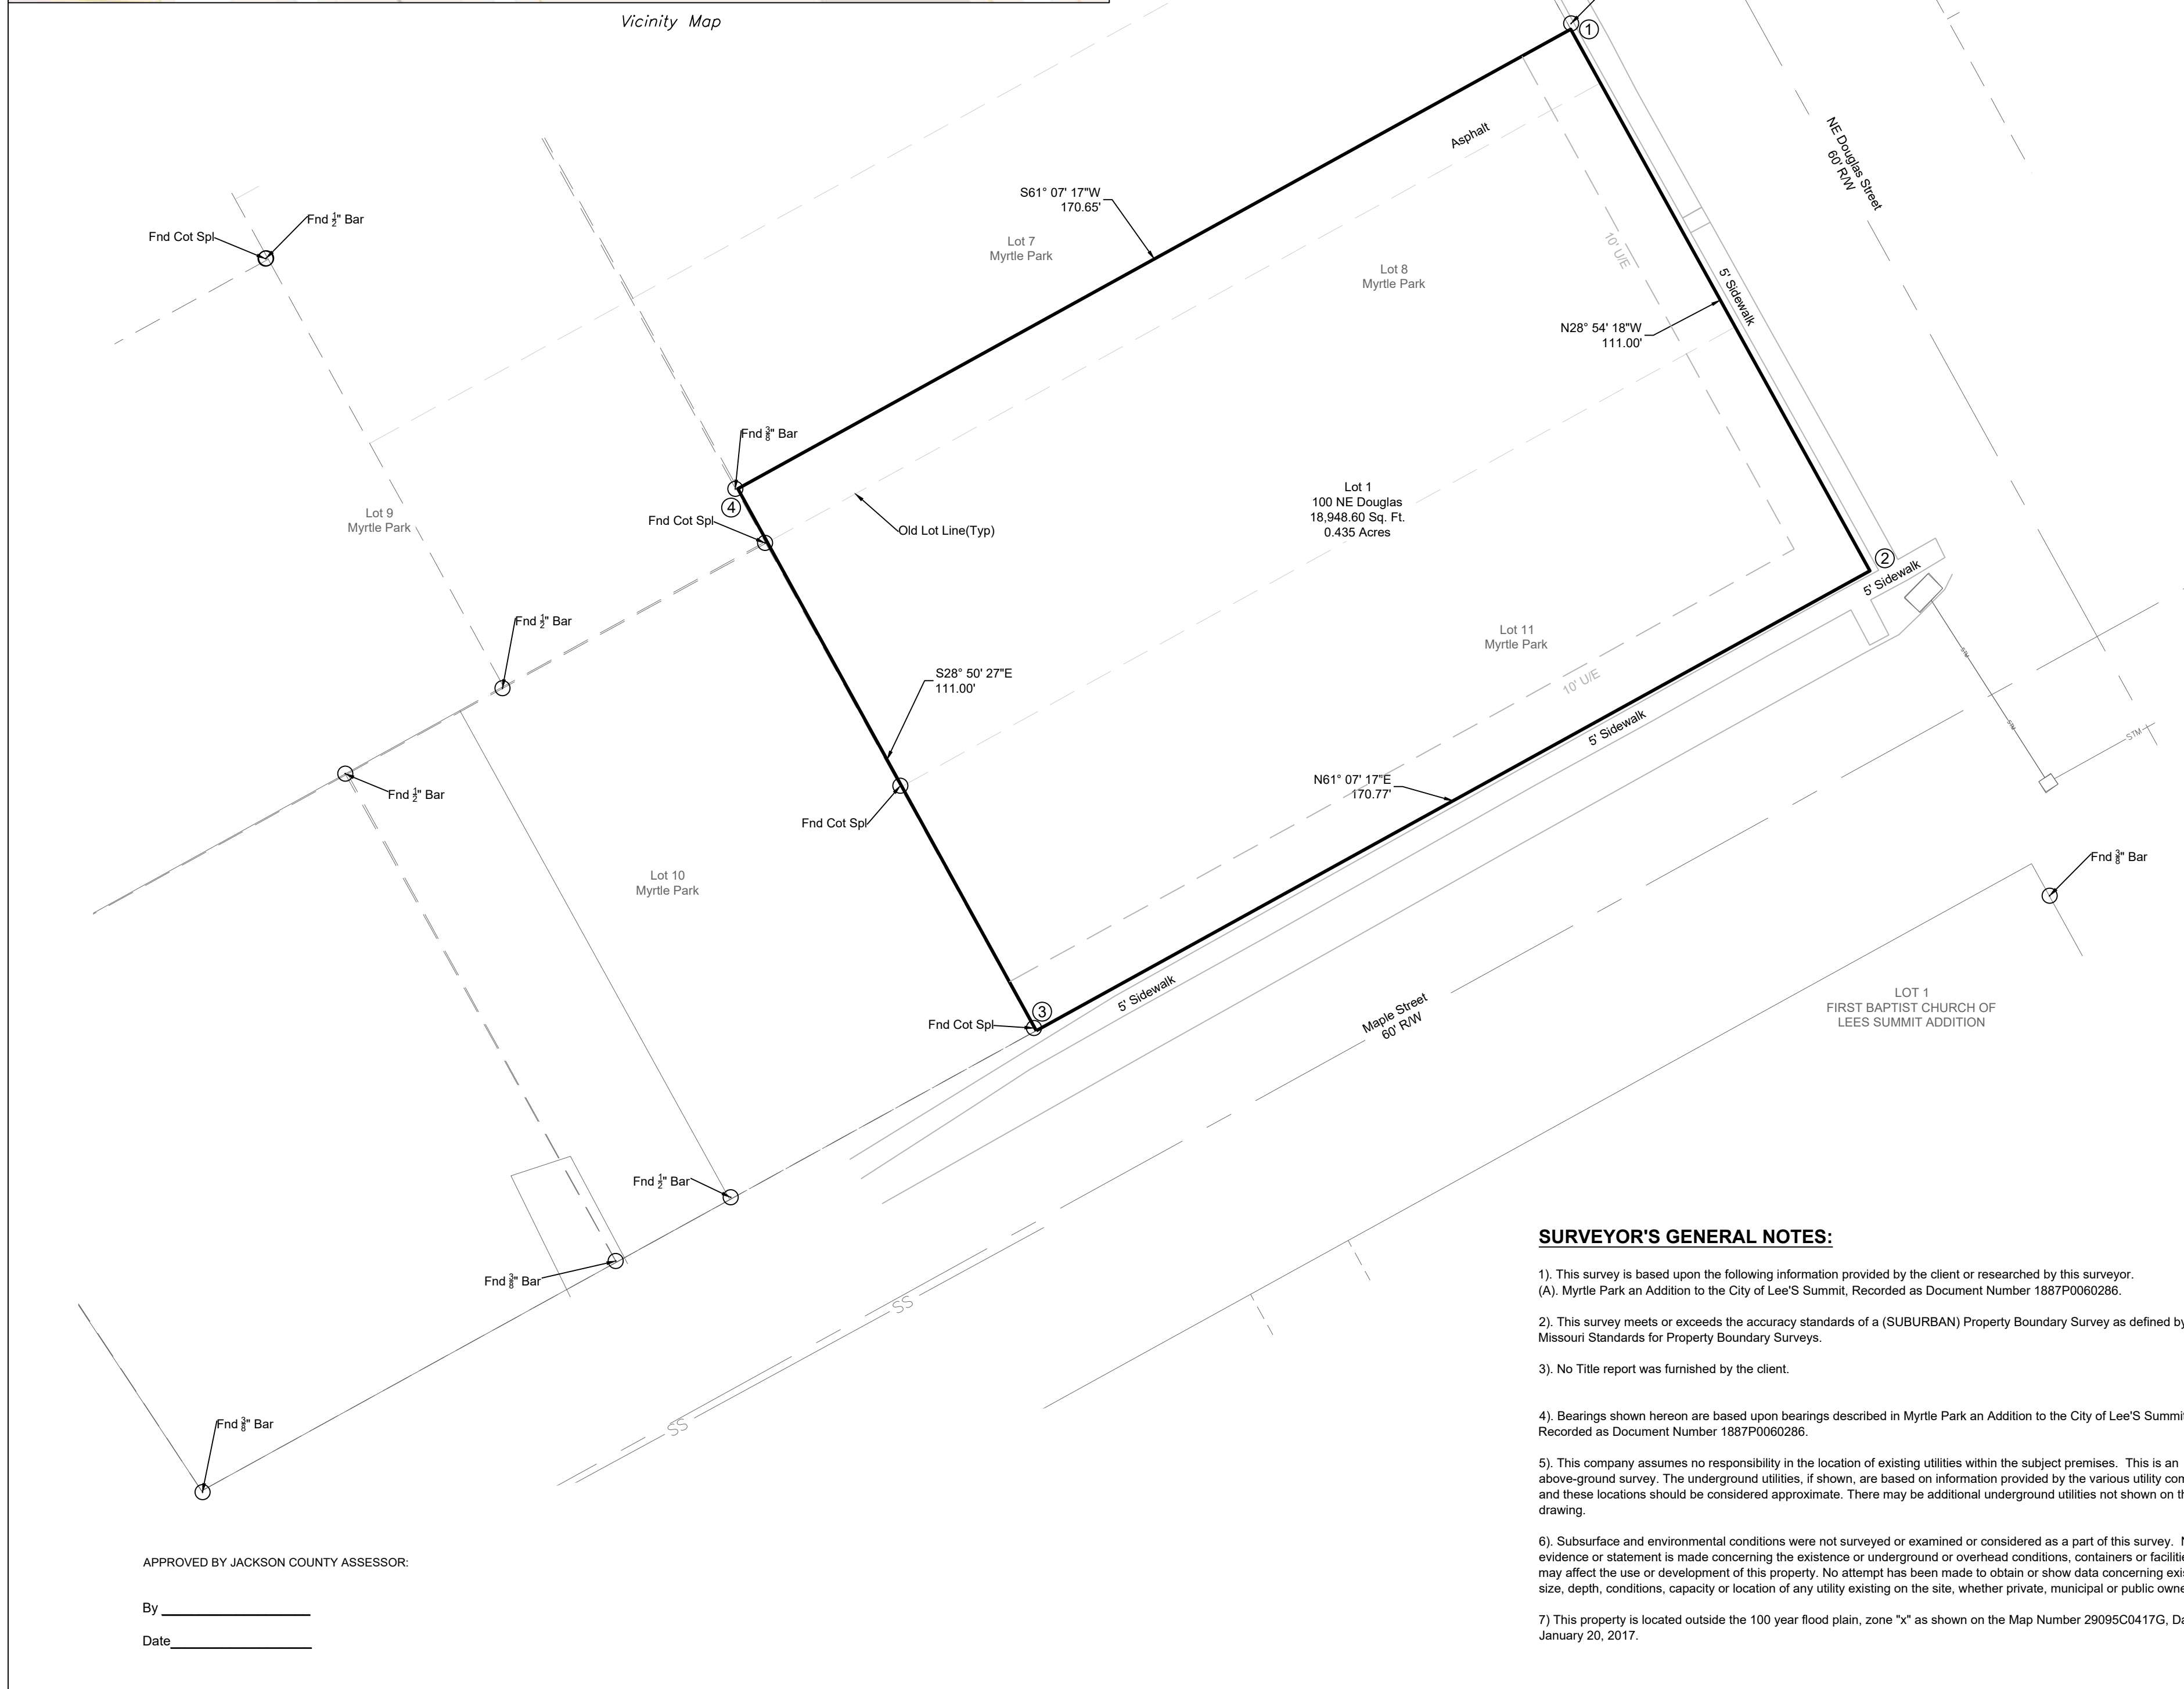 Vicinity Map
1
NE Douglas Street
60' R/W
Asphalt
S61° 07' 17"W
170.65'
Fnd 1/2" Bar
Fnd Cot Spl
Lot 7
Myrtle Park
10' U/E
Lot 8
Myrtle Park
5' Sidewalk
N28° 54' 18"W
111.00'
Fnd 3/8" Bar
4
Fnd Cot Spl
Lot 9
Myrtle Park
Old Lot Line(Typ)
Lot 1
100 NE Douglas
18,948.60 Sq. Ft.
0.435 Acres
2
5' Sidewalk
Fnd 1/2" Bar
Lot 11
Myrtle Park
STM
S28° 50' 27"E
111.00'
10' U/E
5' Sidewalk
STM
STM
Fnd 1/2" Bar
N61° 07' 17"E
170.77'
Fnd Cot Spl
Fnd 3/8" Bar
Lot 10
Myrtle Park
5' Sidewalk
3
Fnd Cot Spl
Maple Street
60' R/W
LOT 1
FIRST BAPTIST CHURCH OF
LEES SUMMIT ADDITION
Fnd 1/2" Bar
Fnd 3/8" Bar
SS
SS
Fnd 3/8" Bar
SURVEYOR'S GENERAL NOTES:
1). This survey is based upon the following information provided by the client or researched by this surveyor.
(A). Myrtle Park an Addition to the City of Lee'S Summit, Recorded as Document Number 1887P0060286.
2). This survey meets or exceeds the accuracy standards of a (SUBURBAN) Property Boundary Survey as defined by
Missouri Standards for Property Boundary Surveys.
3). No Title report was furnished by the client.
4). Bearings shown hereon are based upon bearings described in Myrtle Park an Addition to the City of Lee'S Summit
Recorded as Document Number 1887P0060286.
5). This company assumes no responsibility in the location of existing utilities within the subject premises. This is an
above-ground survey. The underground utilities, if shown, are based on information provided by the various utility
and these locations should be considered approximate. There may be additional underground utilities not shown on
drawing.
6). Subsurface and environmental conditions were not surveyed or examined or considered as a part of this survey.
evidence or statement is made concerning the existence or underground or overhead conditions, containers or
may affect the use or development of this property. No attempt has been made to obtain or show data concerning
size, depth, conditions, capacity or location of any utility existing on the site, whether private, municipal or public
7) This property is located outside the 100 year flood plain, zone "x" as shown on the Map Number 29095C0417G,
January 20, 2017.
APPROVED BY JACKSON COUNTY ASSESSOR:
By
Date